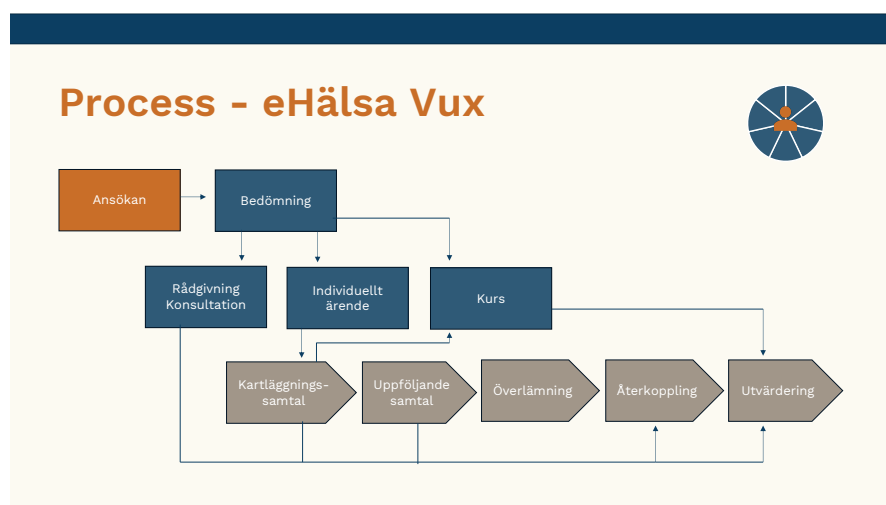 Process - eHälsa Vux
Ansökan
Bedömning
Rådgivning
Konsultation
Individuellt
ärende
Kurs
Kartläggnings-
samtal
Uppföljande
samtal
Överlämning
Återkoppling
Utvärdering